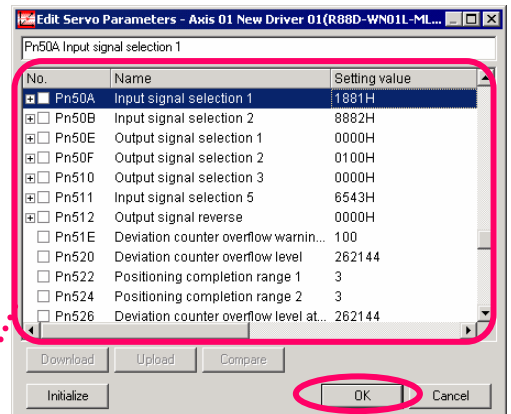 Edit Servo Parameters - Axis 01 New Driver 01(R88D-WN01L-ML...
Pn50A Input signal selection 1
No. Name Setting value
Pn50A Input signal selection 1 1881H
Pn50B Input signal selection 2 8882H
Pn50E Output signal selection 1 0000H
Pn50F Output signal selection 2 0100H
Pn510 Output signal selection 3 0000H
Pn511 Input signal selection 5 6543H
Pn512 Output signal reverse 0000H
Pn51E Deviation counter overflow warnin... 100
Pn520 Deviation counter overflow level 262144
Pn522 Positioning completion range 1 3
Pn524 Positioning completion range 2 3
Pn526 Deviation counter overflow level at... 262144
Download Upload Compare
Initialize OK Cancel